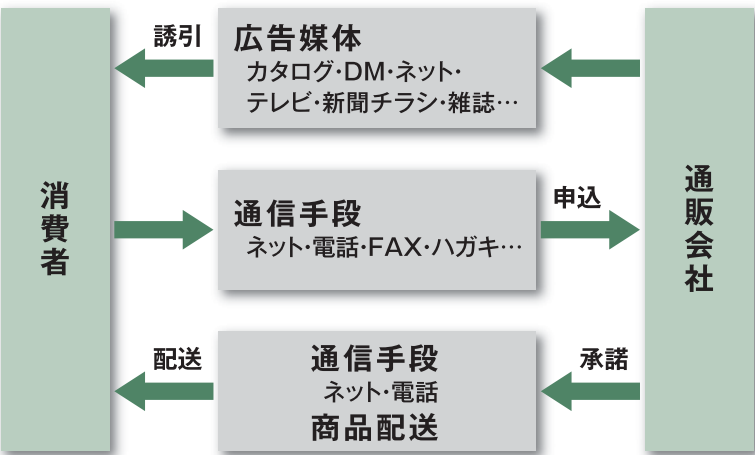 消費者
誘引
広告媒体
カタログ・DM・ネット・
テレビ・新聞チラシ・雑誌…
通信手段
ネット・電話・FAX・ハガキ…
申込
配送
通信手段
ネット・電話
商品配送
承諾
通販会社